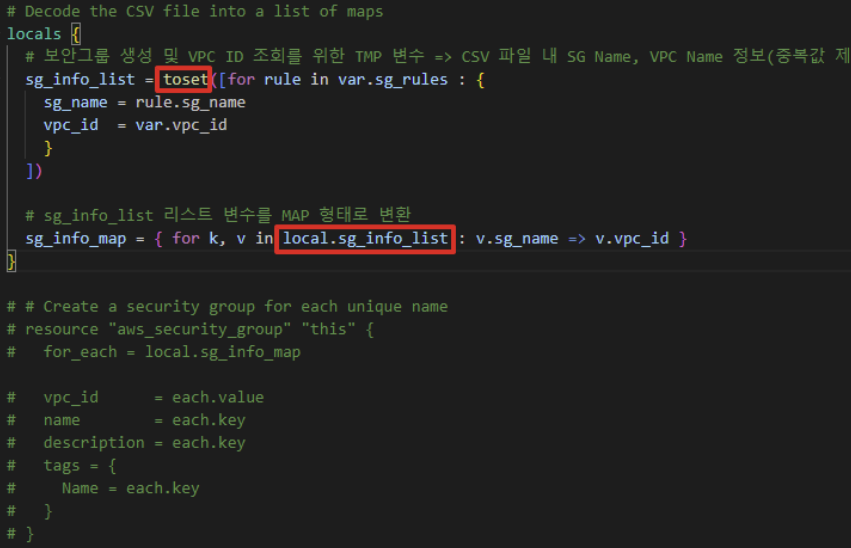 # Decode the CSV file into a list of maps
locals {
  # 보안그룹 생성 및 VPC ID 조회를 위한 TMP 변수 => CSV 파일 내 SG Name, VPC Name 정보(중복값 제
  sg_info_list = toset([for rule in var.sg_rules : {
    sg_name = rule.sg_name
    vpc_id  = var.vpc_id
    }
  ])
  # sg_info_list 리스트 변수를 MAP 형태로 변환
  sg_info_map = { for k, v in local.sg_info_list : v.sg_name => v.vpc_id }
}
# # Create a security group for each unique name
# resource "aws_security_group" "this" {
#   for_each = local.sg_info_map
#   vpc_id      = each.value
#   name        = each.key
#   description = each.key
#   tags = {
#     Name = each.key
#   }
# }